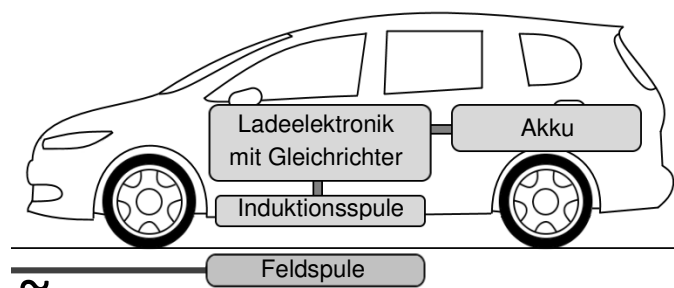 Ladeelektronik
mit Gleichrichter
Akku
Induktionsspule
Feldspule
≈